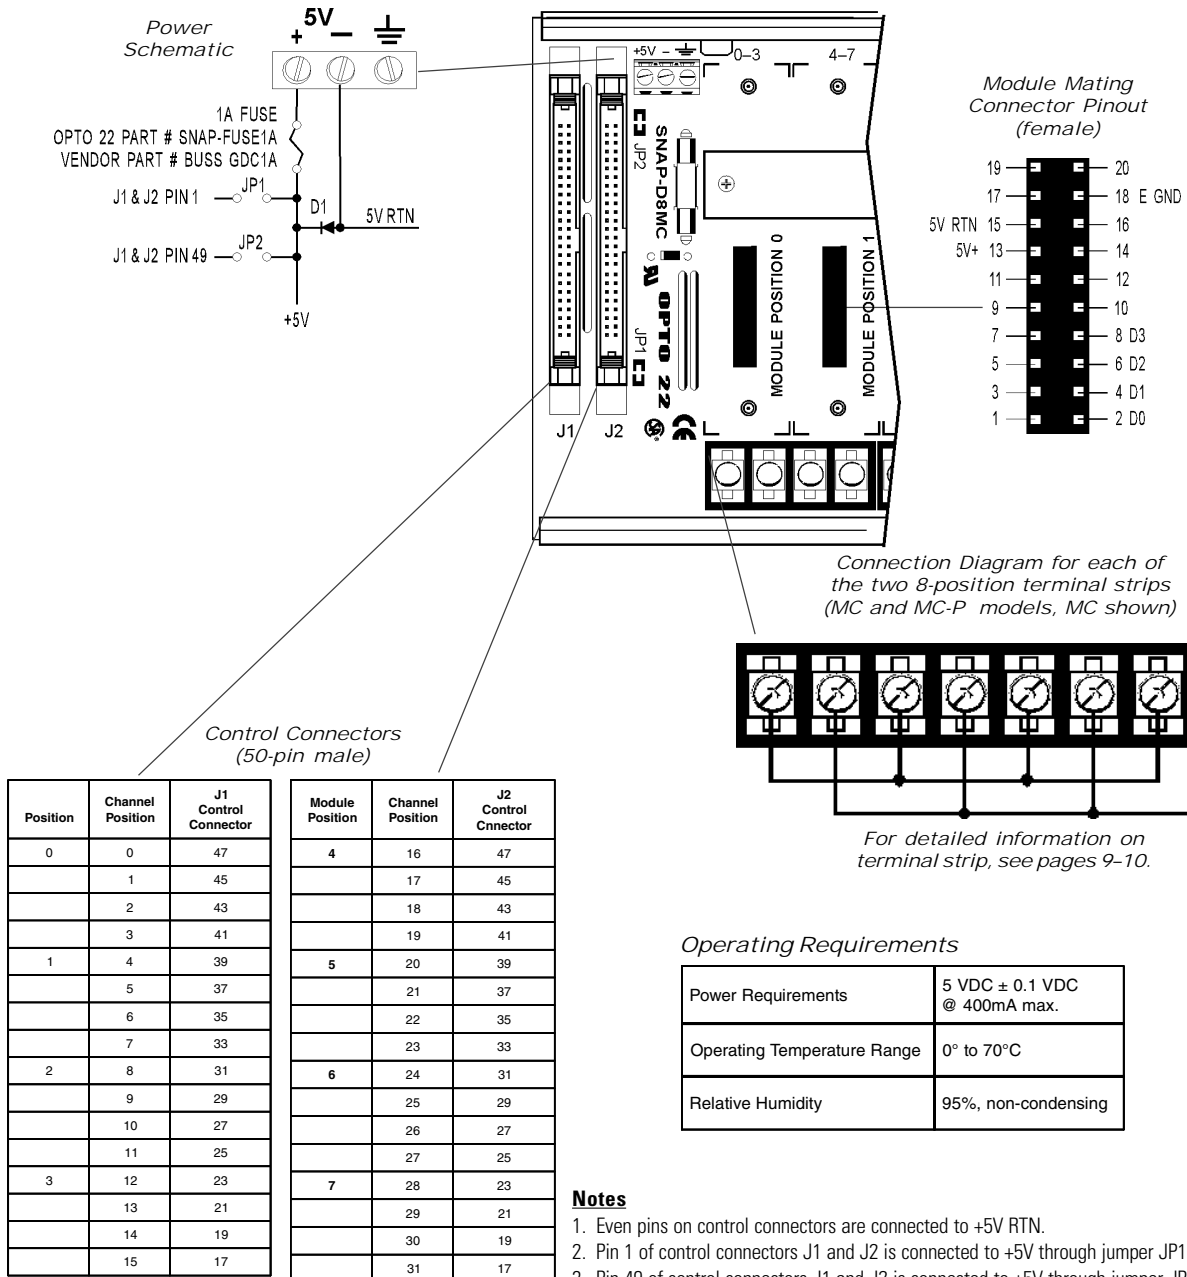 Power
Schematic
5V
+ –
1A FUSE
OPTO 22 PART # SNAP-FUSE1A
VENDOR PART # BUSS GDC1A
J1 & J2 PIN 1
JP1
D1
5V RTN
J1 & J2 PIN 49
JP2
+5V
+5V –
0–3
4–7
JP2
SNAP-D8MC
OPTO 22
JP1
MODULE POSITION 0
MODULE POSITION 1
J1
J2
Module Mating
Connector Pinout
(female)
19 20
17 18 E GND
5V RTN 15 16
5V+ 13 14
11 12
9 10
7 8 D3
5 6 D2
3 4 D1
1 2 D0
Connection Diagram for each of
the two 8-position terminal strips
(MC and MC-P models, MC shown)
For detailed information on
terminal strip, see pages 9–10.
Control Connectors
(50-pin male)
Position Channel Position J1 Control Connector
0 0 47
1 45
2 43
3 41
1 4 39
5 37
6 35
7 33
2 8 31
9 29
10 27
11 25
3 12 23
13 21
14 19
15 17
Module Position Channel Position J2 Control Cnnector
4 16 47
17 45
18 43
19 41
5 20 39
21 37
22 35
23 33
6 24 31
25 29
26 27
27 25
7 28 23
29 21
30 19
31 17
Operating Requirements
Power Requirements 5 VDC ± 0.1 VDC
@ 400mA max.
Operating Temperature Range 0° to 70°C
Relative Humidity 95%, non-condensing
Notes
1. Even pins on control connectors are connected to +5V RTN.
2. Pin 1 of control connectors J1 and J2 is connected to +5V through jumper JP1